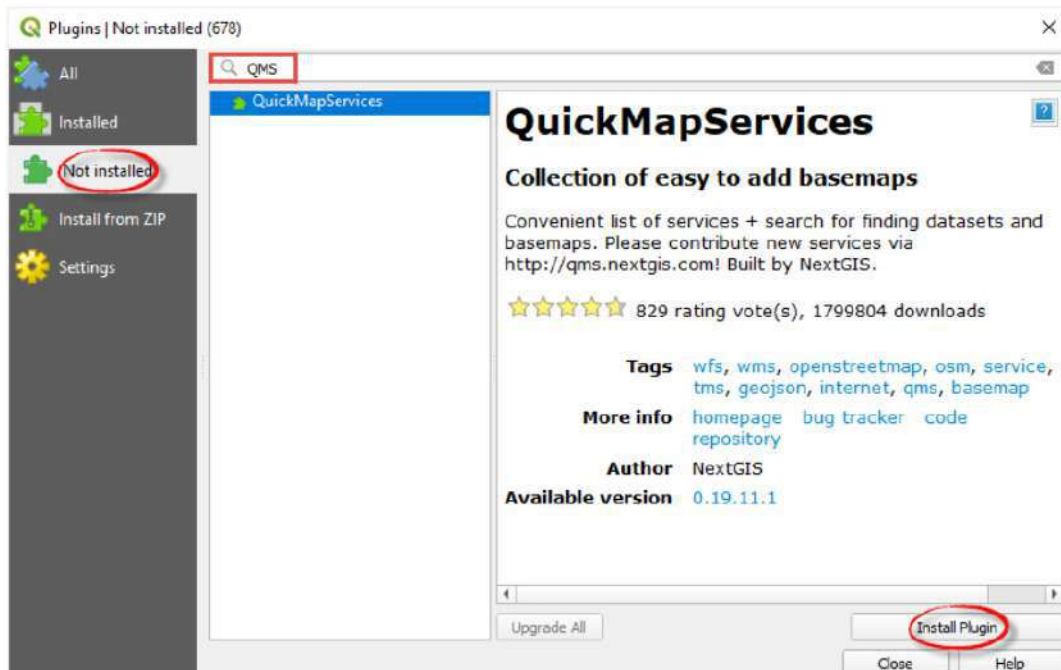 Plugins | Not installed (678)
All
Installed
Not installed
Install from ZIP
Settings
QMS
QuickMapServices
QuickMapServices
Collection of easy to add basemaps
Convenient list of services + search for finding datasets and
basemaps. Please contribute new services via
http://qms.nextgis.com! Built by NextGIS.
829 rating vote(s), 1799804 downloads
Tags wfs, wms, openstreetmap, osm, service,
tms, geojson, internet, qms, basemap
More info homepage bug tracker code
repository
Author NextGIS
Available version 0.19.11.1
Upgrade All
Install Plugin
Close
Help